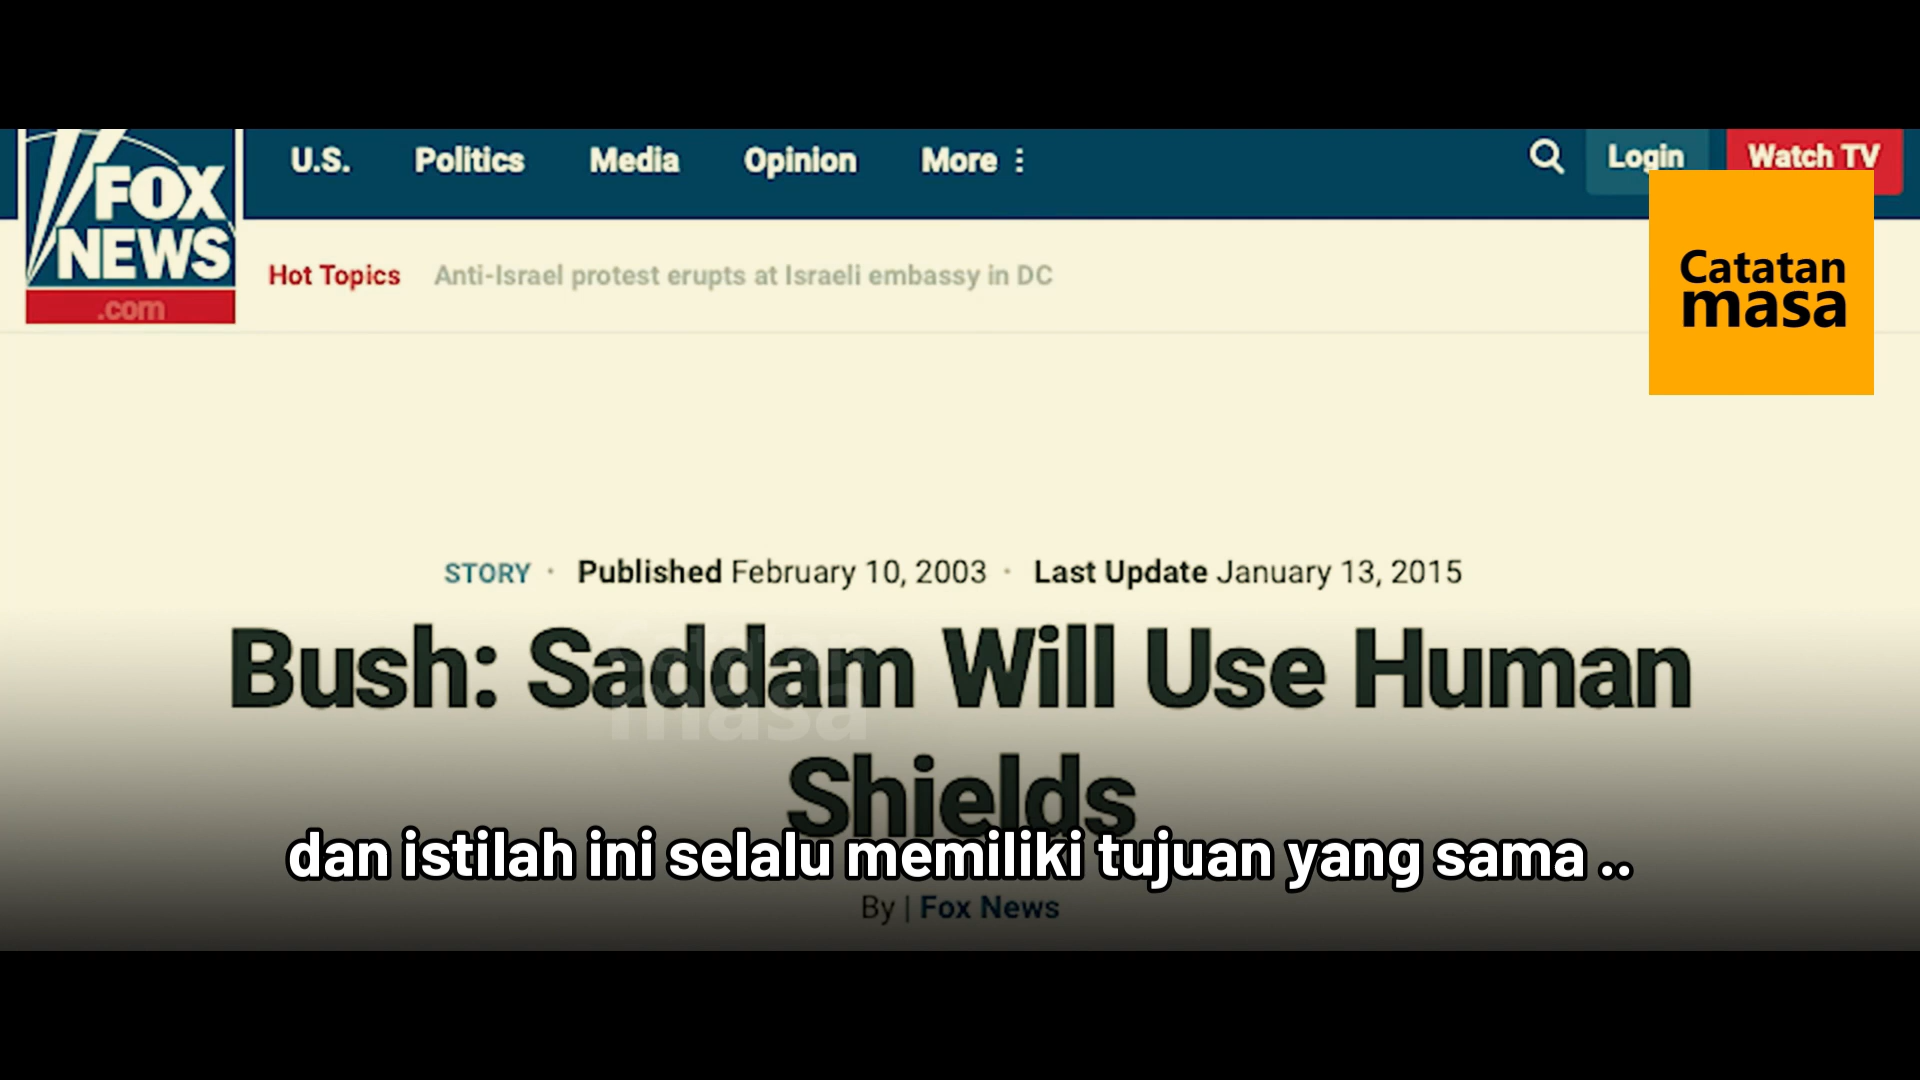 FOX
NEWS
.com
U.S. Politics Media Opinion More
Login
Watch TV
Hot Topics Anti-Israel protest erupts at Israeli embassy in DC
Catatan
masa
STORY · Published February 10, 2003 · Last Update January 13, 2015
Bush: Saddam Will Use Human
Shields
Catatan
masa
dan istilah ini selalu memiliki tujuan yang sama ..
By | Fox News